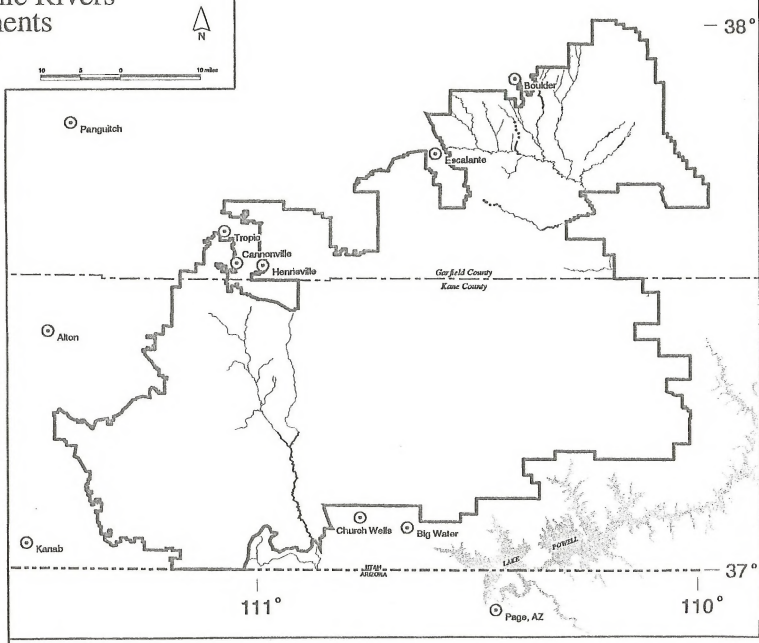 ic Rivers
ments
N
10 5 0 10 miles
38°
Boulder
Panguitch
Escalante
Tropic
Cannonville
Henrieville
Garfield County
Kane County
Alton
Church Wells
Big Water
Kanab
LAKE POWELL
UTAH
ARIZONA
37°
111°
110°
Page, AZ